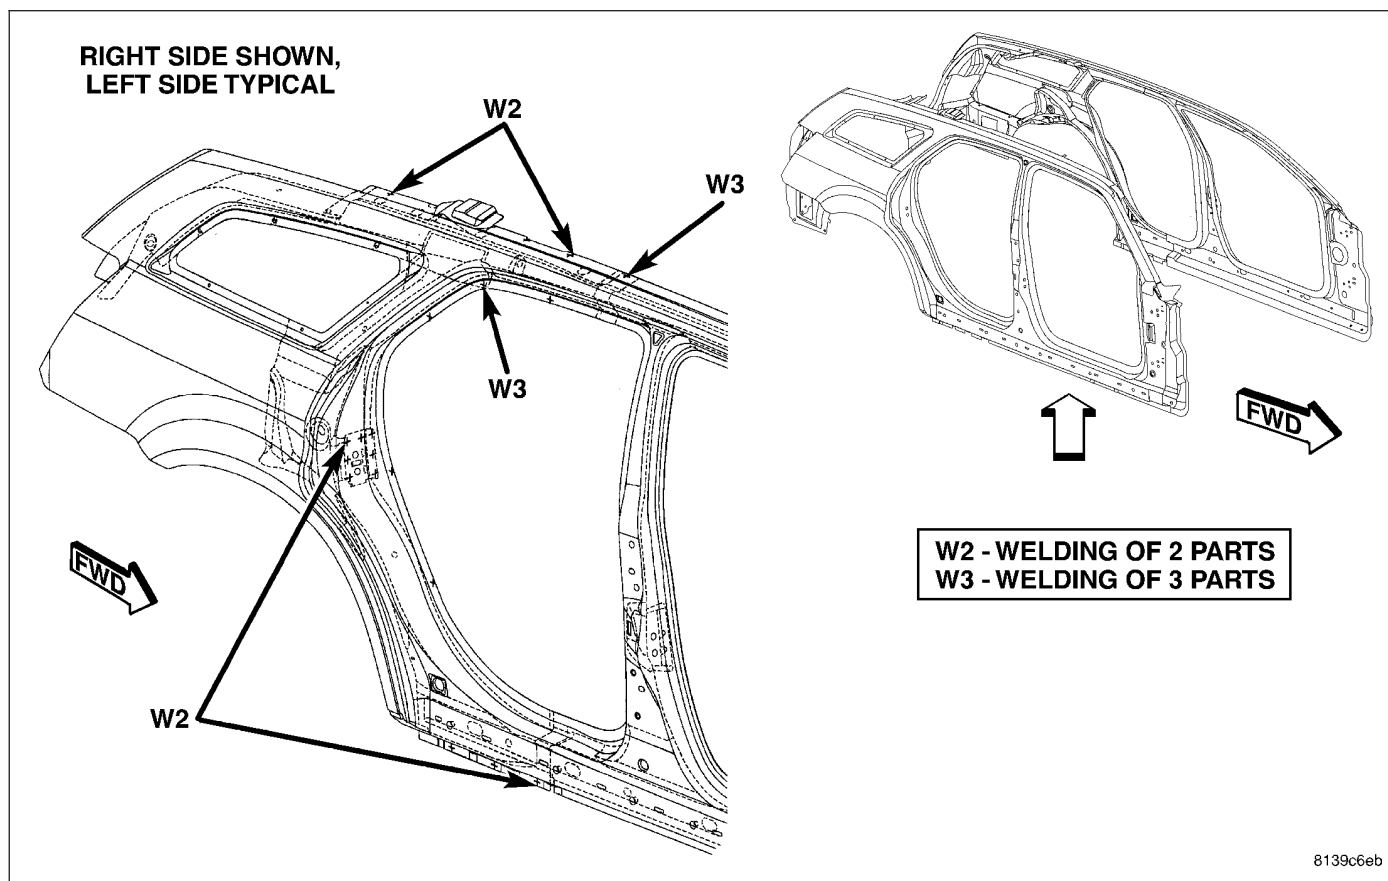 RIGHT SIDE SHOWN,
LEFT SIDE TYPICAL
W2
W3
W3
W2
FWD
FWD
W2 - WELDING OF 2 PARTS
W3 - WELDING OF 3 PARTS
8139c6eb